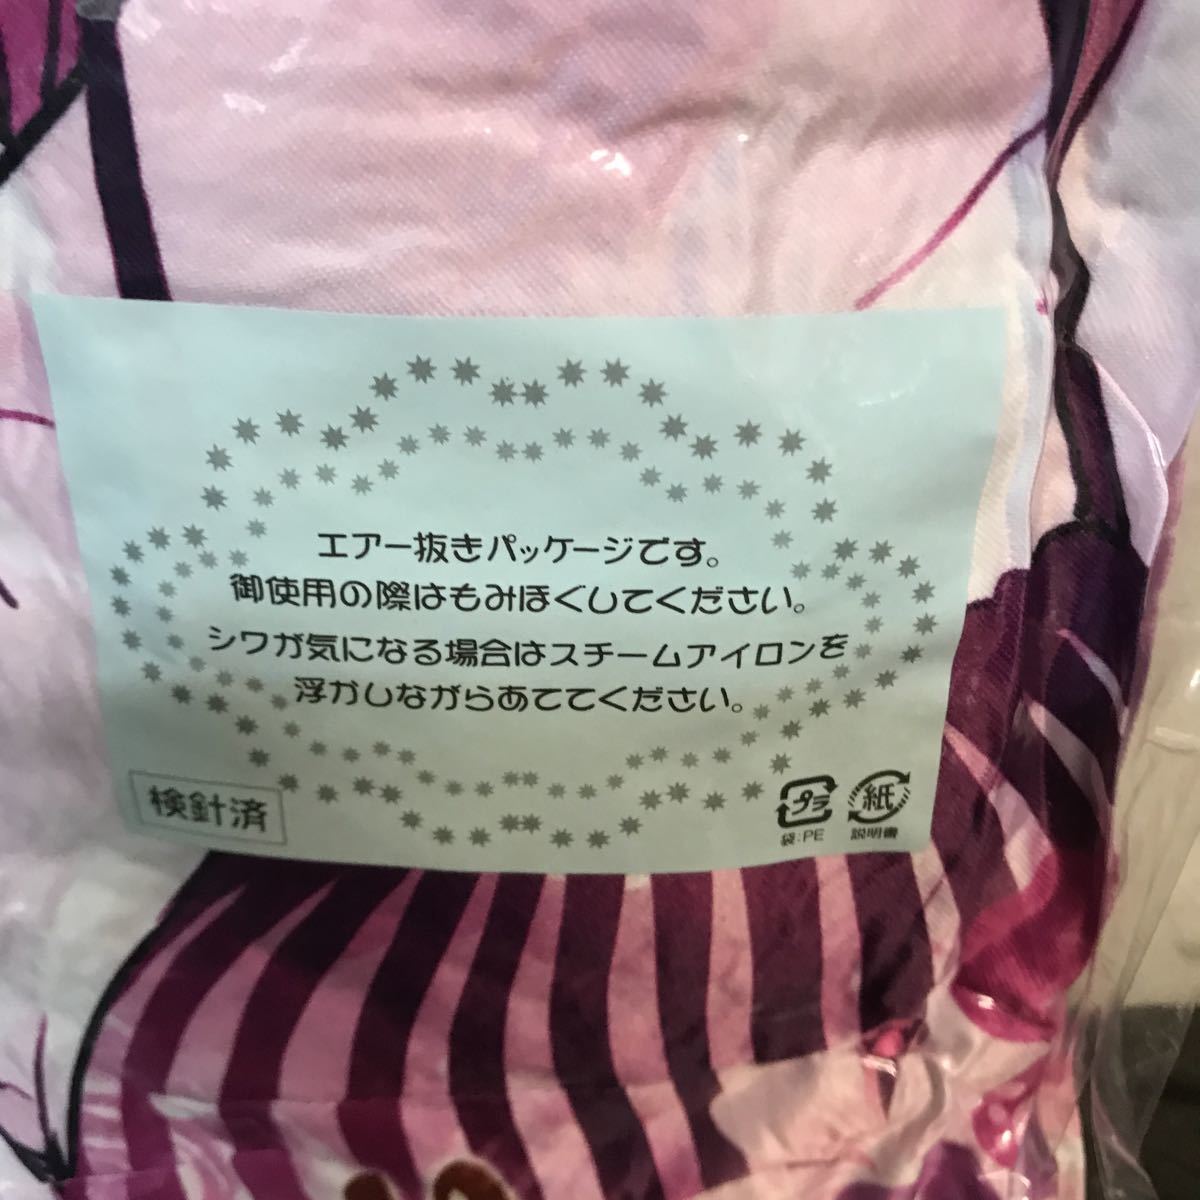 エアー抜きパッケージです。
御使用の際はもみほぐしてください。
シワが気になる場合はスチームアイロンを
浮かしながらあててください。
検針済
プラ
袋:PE
紙
説明書